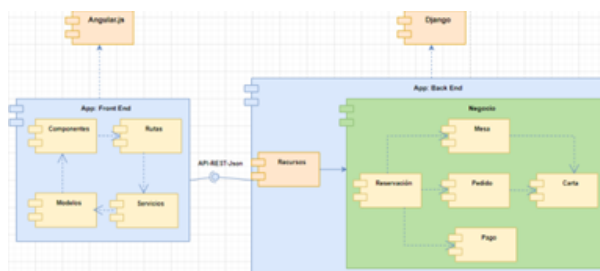 Angular.js
Django
App: Front End
App: Back End
Componentes
Rutas
Modelos
Servicios
API-REST-Json
Recursos
Negocio
Mesa
Reservación
Pedido
Carta
Pago